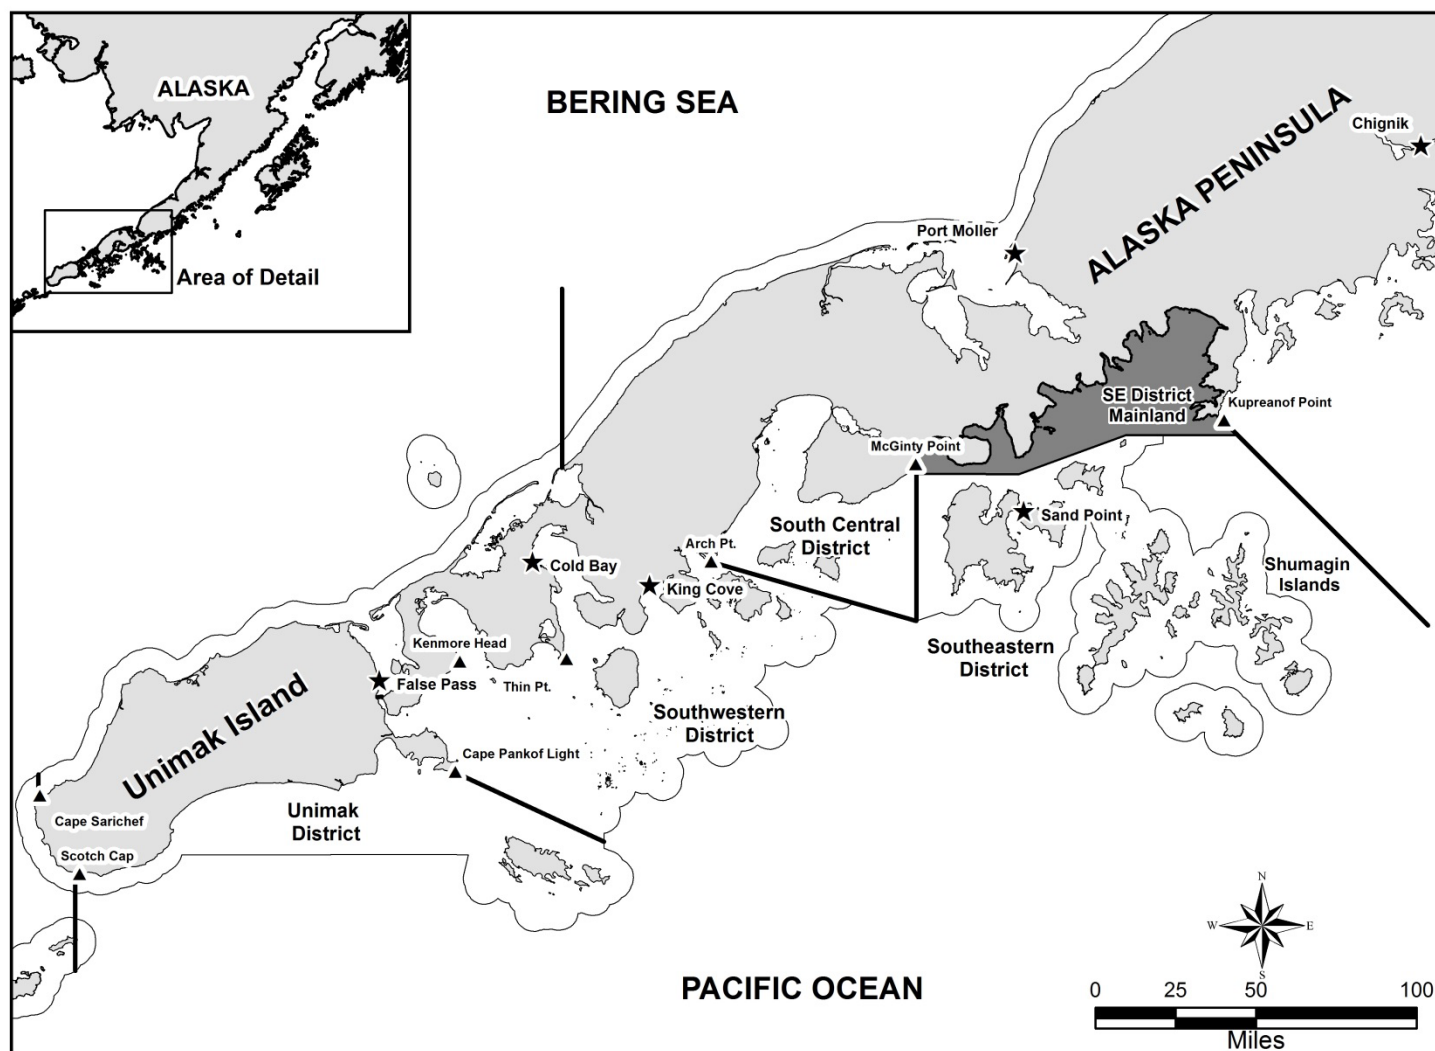 ALASKA
Area of Detail
BERING SEA
ALASKA PENINSULA
Chignik
Port Moller
SE District
Mainland
Kupreanof Point
McGinty Point
South Central
District
Sand Point
Arch Pt.
Cold Bay
King Cove
Shumagin
Islands
Kenmore Head
Southeastern
District
False Pass
Thin Pt.
Unimak Island
Southwestern
District
Cape Pankof Light
Unimak
District
Cape Sarichef
Scotch Cap
PACIFIC OCEAN
N
W
E
S
0 25 50 100
Miles